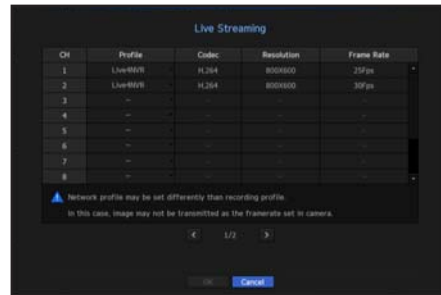 Live Streaming
CH Profile Codec Resolution Frame Rate
1 Live4NVR H.264 800X600 25Fps
2 Live4NVR H.264 800X600 30Fps
3 -- - - -
4 -- - - -
5 -- - - -
6 -- - - -
7 -- - - -
8 -- - - -
Network profile may be set differently than recording profile.
In this case, image may not be transmitted as the framerate set in camera.
< 1/2 >
OK Cancel